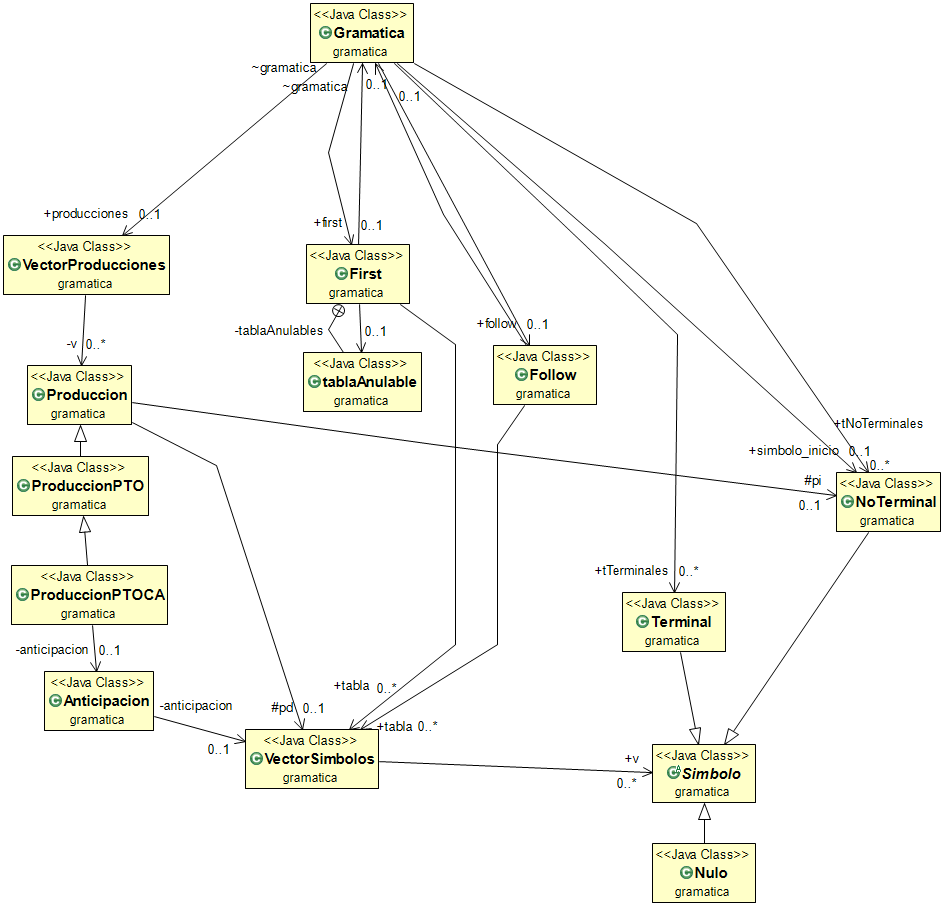 <<Java Class>>
Gramatica
gramatica
~gramatica
~gramatica
0..1
0..1
+producciones 0..1
+first 0..1
<<Java Class>>
VectorProducciones
gramatica
<<Java Class>>
First
gramatica
-tablaAnulables 0..1
+follow 0..1
-v 0..*
<<Java Class>>
tablaAnulable
gramatica
<<Java Class>>
Follow
gramatica
<<Java Class>>
Produccion
gramatica
+tNoTerminales
0..*
+simbolo_inicio 0..1
#pi
0..1
<<Java Class>>
ProduccionPTO
gramatica
<<Java Class>>
NoTerminal
gramatica
<<Java Class>>
ProduccionPTOCA
gramatica
+tTerminales 0..*
<<Java Class>>
Terminal
gramatica
-anticipacion 0..1
<<Java Class>>
Anticipacion
gramatica
-anticipacion
0..1
#pd 0..1
+tabla 0..*
+tabla 0..*
<<Java Class>>
VectorSimbolos
gramatica
+v
0..*
<<Java Class>>
Simbolo
gramatica
<<Java Class>>
Nulo
gramatica